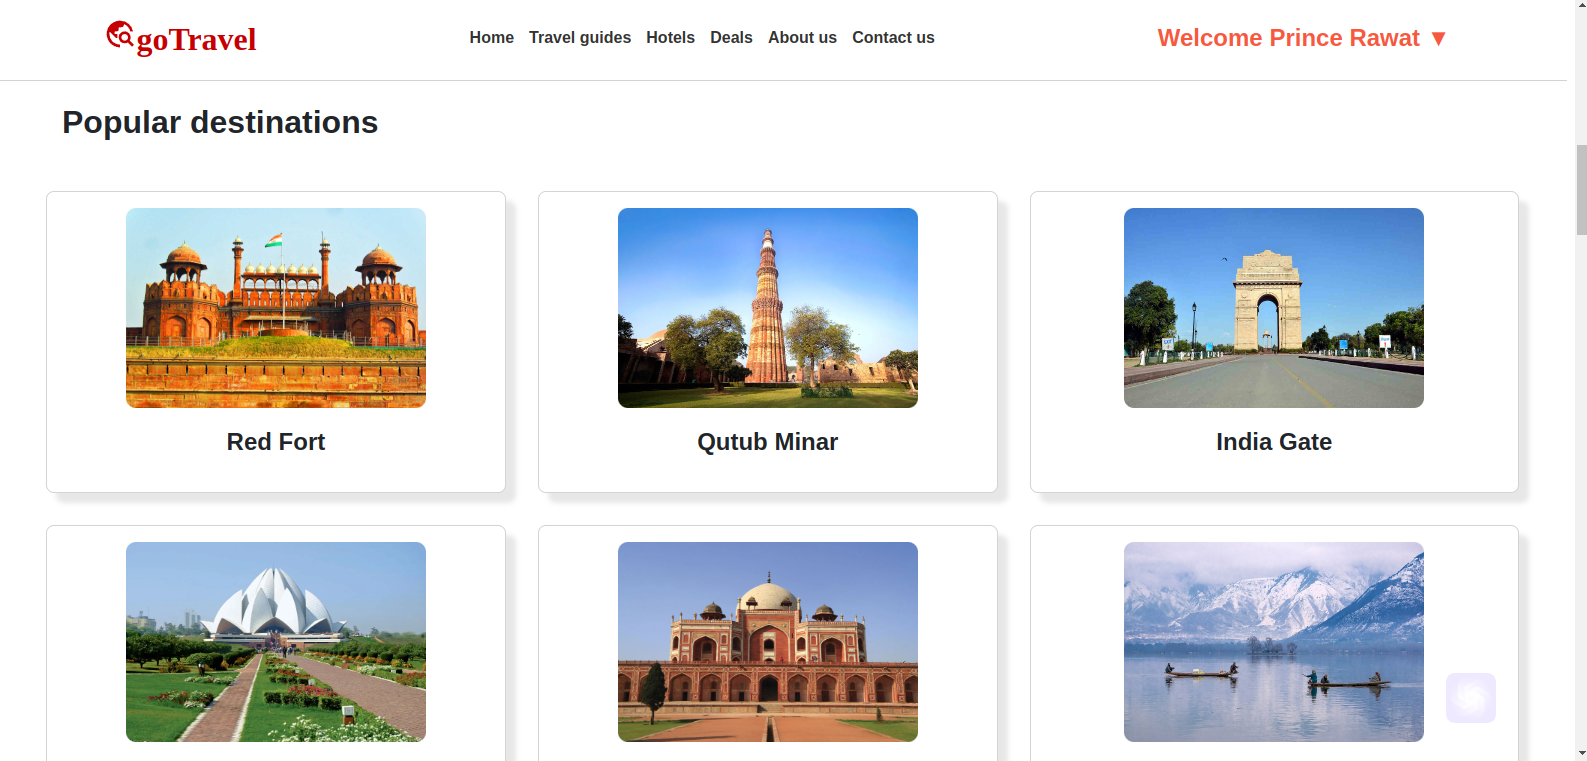 goTravel
Home Travel guides Hotels Deals About us Contact us
Welcome Prince Rawat ▼
Popular destinations
Red Fort
Qutub Minar
India Gate